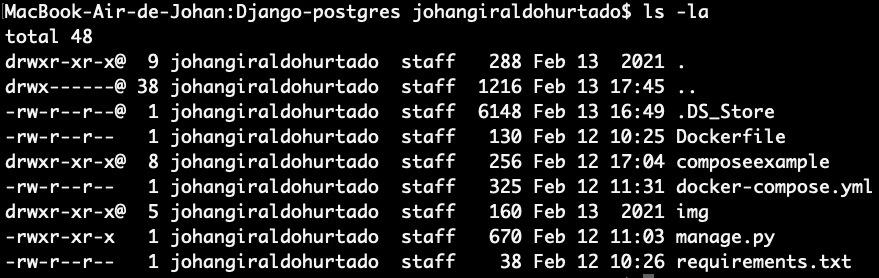 MacBook-Air-de-Johan:Django-postgres johangiraldohurtado$ ls -la
total 48
drwxr-xr-x@  9 johangiraldohurtado  staff   288 Feb 13  2021 .
drwx------@ 38 johangiraldohurtado  staff  1216 Feb 13 17:45 ..
-rw-r--r--@  1 johangiraldohurtado  staff  6148 Feb 13 16:49 .DS_Store
-rw-r--r--   1 johangiraldohurtado  staff   130 Feb 12 10:25 Dockerfile
drwxr-xr-x@  8 johangiraldohurtado  staff   256 Feb 12 17:04 composeexample
-rw-r--r--   1 johangiraldohurtado  staff   325 Feb 12 11:31 docker-compose.yml
drwxr-xr-x@  5 johangiraldohurtado  staff   160 Feb 13  2021 img
-rwxr-xr-x   1 johangiraldohurtado  staff   670 Feb 12 11:03 manage.py
-rw-r--r--   1 johangiraldohurtado  staff    38 Feb 12 10:26 requirements.txt